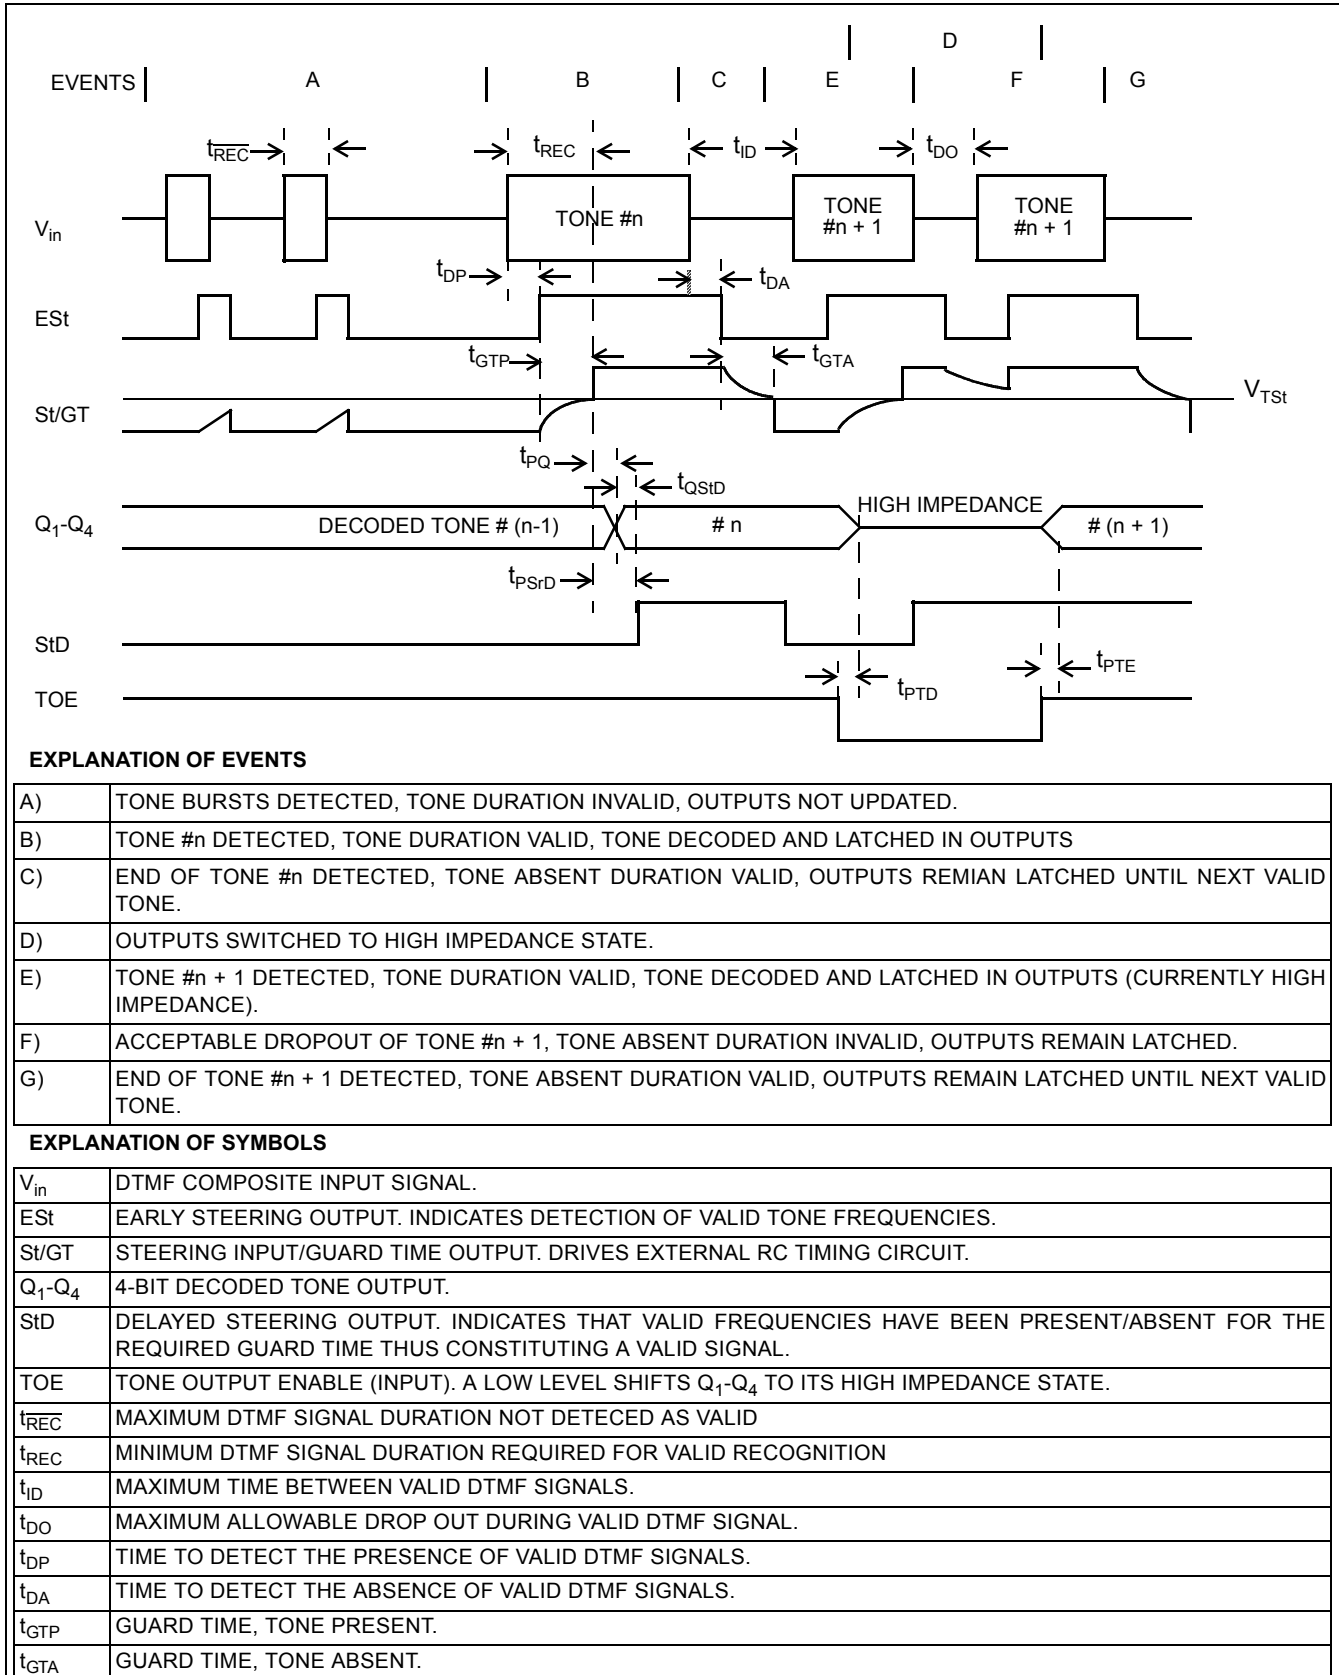 D
EVENTS A B C E F G
tREC tREC tID tDO
Vin TONE #n TONE #n + 1 TONE #n + 1
tDP tDA
ESt
tGTP tGTA
St/GT VTSt
tPQ tQStD
Q1-Q4 DECODED TONE # (n-1) # n HIGH IMPEDANCE # (n + 1)
tPSrD
StD
tPTD tPTE
TOE
EXPLANATION OF EVENTS
A) TONE BURSTS DETECTED, TONE DURATION INVALID, OUTPUTS NOT UPDATED.
B) TONE #n DETECTED, TONE DURATION VALID, TONE DECODED AND LATCHED IN OUTPUTS
C) END OF TONE #n DETECTED, TONE ABSENT DURATION VALID, OUTPUTS REMIAN LATCHED UNTIL NEXT VALID
TONE.
D) OUTPUTS SWITCHED TO HIGH IMPEDANCE STATE.
E) TONE #n + 1 DETECTED, TONE DURATION VALID, TONE DECODED AND LATCHED IN OUTPUTS (CURRENTLY HIGH
IMPEDANCE).
F) ACCEPTABLE DROPOUT OF TONE #n + 1, TONE ABSENT DURATION INVALID, OUTPUTS REMAIN LATCHED.
G) END OF TONE #n + 1 DETECTED, TONE ABSENT DURATION VALID, OUTPUTS REMAIN LATCHED UNTIL NEXT VALID
TONE.
EXPLANATION OF SYMBOLS
Vin DTMF COMPOSITE INPUT SIGNAL.
ESt EARLY STEERING OUTPUT. INDICATES DETECTION OF VALID TONE FREQUENCIES.
St/GT STEERING INPUT/GUARD TIME OUTPUT. DRIVES EXTERNAL RC TIMING CIRCUIT.
Q1-Q4 4-BIT DECODED TONE OUTPUT.
StD DELAYED STEERING OUTPUT. INDICATES THAT VALID FREQUENCIES HAVE BEEN PRESENT/ABSENT FOR THE
REQUIRED GUARD TIME THUS CONSTITUTING A VALID SIGNAL.
TOE TONE OUTPUT ENABLE (INPUT). A LOW LEVEL SHIFTS Q1-Q4 TO ITS HIGH IMPEDANCE STATE.
tREC MAXIMUM DTMF SIGNAL DURATION NOT DETECED AS VALID
tREC MINIMUM DTMF SIGNAL DURATION REQUIRED FOR VALID RECOGNITION
tID MAXIMUM TIME BETWEEN VALID DTMF SIGNALS.
tDO MAXIMUM ALLOWABLE DROP OUT DURING VALID DTMF SIGNAL.
tDP TIME TO DETECT THE PRESENCE OF VALID DTMF SIGNALS.
tDA TIME TO DETECT THE ABSENCE OF VALID DTMF SIGNALS.
tGTP GUARD TIME, TONE PRESENT.
tGTA GUARD TIME, TONE ABSENT.